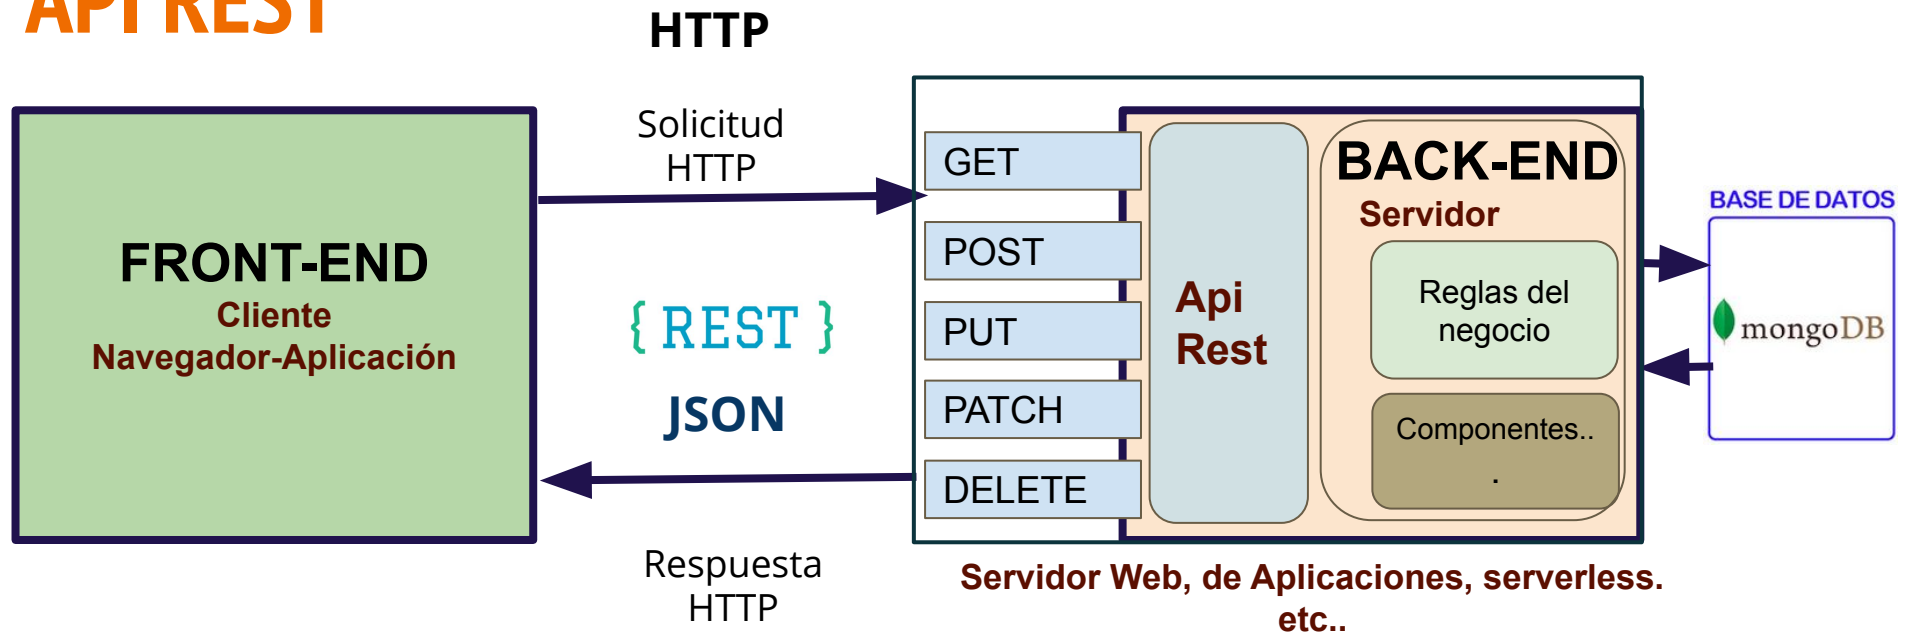 API REST
HTTP
Solicitud
HTTP
FRONT-END
Cliente
Navegador-Aplicación
{ REST }
JSON
Respuesta
HTTP
GET
POST
PUT
PATCH
DELETE
Api
Rest
BACK-END
Servidor
Reglas del
negocio
Componentes..
.
Servidor Web, de Aplicaciones, serverless.
etc..
BASE DE DATOS
mongoDB